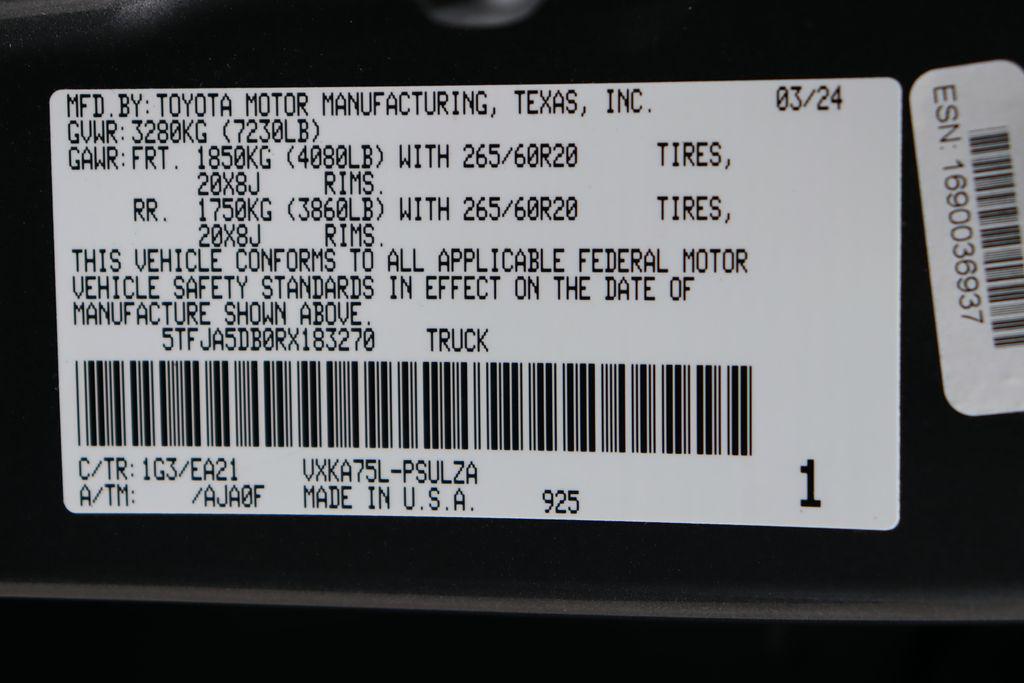 MFD.BY: TOYOTA MOTOR MANUFACTURING, TEXAS, INC. 03/24
GVWR: 3280KG (7230LB)
GAWR: FRT. 1850KG (4080LB) WITH 265/60R20 TIRES,
20X8J RIMS.
RR. 1750KG (3860LB) WITH 265/60R20 TIRES,
20X8J RIMS.
THIS VEHICLE CONFORMS TO ALL APPLICABLE FEDERAL MOTOR
VEHICLE SAFETY STANDARDS IN EFFECT ON THE DATE OF
MANUFACTURE SHOWN ABOVE.
5TFJA5DB0RX183270 TRUCK
C/TR: 1G3/EA21 VXKA75L-PSULZA
A/TM: /AJA0F MADE IN U.S.A. 925
1
ESN: 1690036937